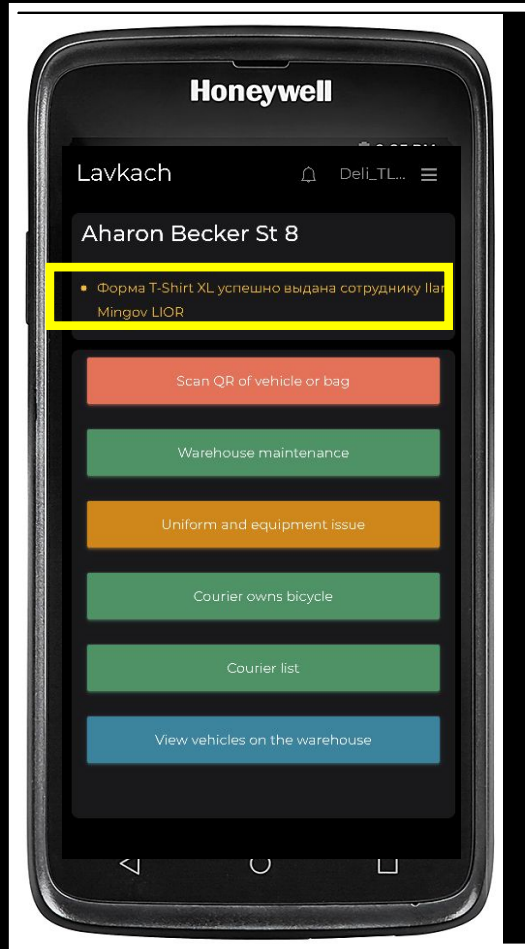 Honeywell
Lavkach Deli_TL...
Aharon Becker St 8
Форма T-Shirt XL успешно выдана сотруднику Ilan
Mingov LIOR
Scan QR of vehicle or bag
Warehouse maintenance
Uniform and equipment issue
Courier owns bicycle
Courier list
View vehicles on the warehouse